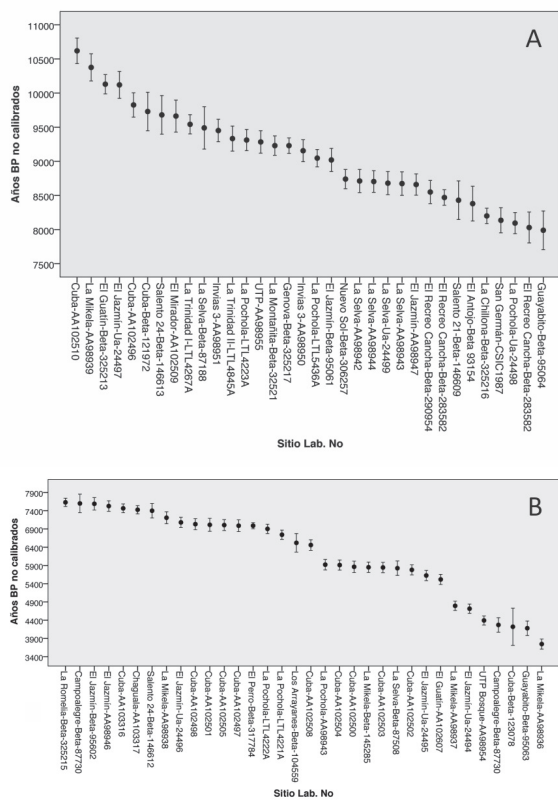 A
Años BP no calibrados
11000
10500
10000
9500
9000
8500
8000
7500
Cuba-AA102510
La Mikela-AA98939
El Guatín-Beta-325213
El Jazmín-Ua-24497
Cuba-AA102496
Cuba-Beta-121972
Salento 24-Beta-146613
El Mirador-AA102509
La Trinidad I-LTL4267A
La Selva-Beta-87188
Invias 3-AA98951
La Trinidad II-LTL4845A
La Pochola-LTL4223A
UTP-AA98955
La Montañita-Beta-32521
Genova-Beta-325217
Invias 3-AA98950
La Pochola-LTL5436A
El Jazmín-Beta-95061
Nuevo Sol-Beta-306257
La Selva-AA98942
La Selva-AA98944
La Selva-Ua-24499
La Selva-AA98943
El Jazmín-AA98947
El Recreo Cancha-Beta-290954
El Recreo Cancha-Beta-283582
Salento 21-Beta-146609
El Antojo-Beta 93154
La Chillona-Beta-325216
San Germán-CSIC1987
La Pochola-Ua-24498
El Recreo Cancha-Beta-283582
Guayabito-Beta-95064
Sitio Lab. No
B
Años BP no calibrados
7900
7400
6900
6400
5900
5400
4900
4400
3900
3400
La Romelia-Beta-325215
Campoalegre-Beta-87730
El Jazmín-Beta-95602
El Jazmín-AA98946
Cuba-AA103316
Chaguala-AA103317
Salento 24-Beta-146612
La Mikela-AA98938
El Jazmín-Ua-24496
Cuba-AA102498
Cuba-AA102501
Cuba-AA102505
Cuba-AA102497
El Perro-Beta-317784
La Pochola-LTL4222A
La Pochola-LTL4221A
Los Arrayanes-Beta-104559
Cuba-AA102508
La Pochola-AA98943
Cuba-AA102504
Cuba-AA102500
La Mikela-Beta-145285
Cuba-AA102503
La Selva-Beta-87508
Cuba-AA102502
El Jazmín-Ua-24495
El Guatín-AA102607
La Mikela-AA98937
El Jazmín-Ua-24494
UTP Bosque-AA98954
Campoalegre-Beta-87730
Cuba-Beta-123078
Guayabito-Beta-95063
La Mikela-AA98936
Sitio Lab. No